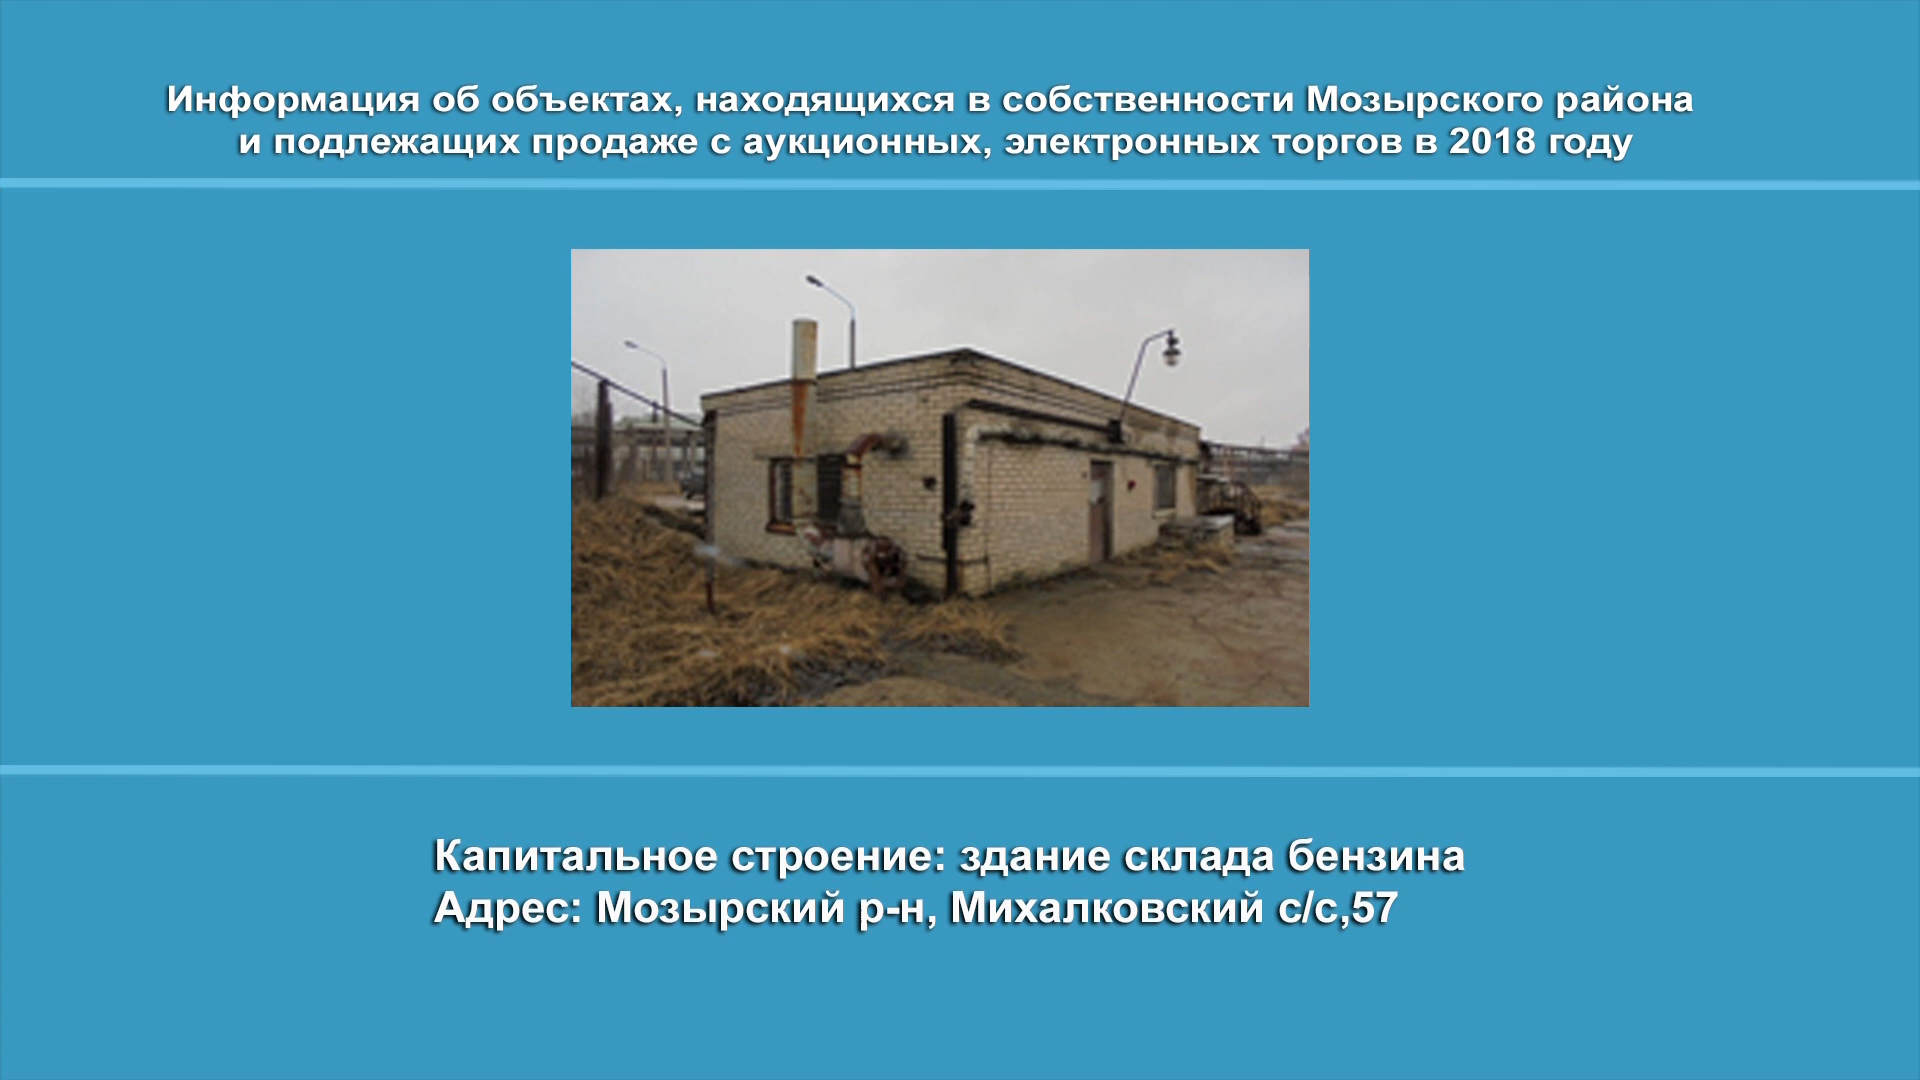 Информация об объектах, находящихся в собственности Мозырского района
и подлежащих продаже с аукционных, электронных торгов в 2018 году
Капитальное строение: здание склада бензина
Адрес: Мозырский р-н, Михалковский с/с,57